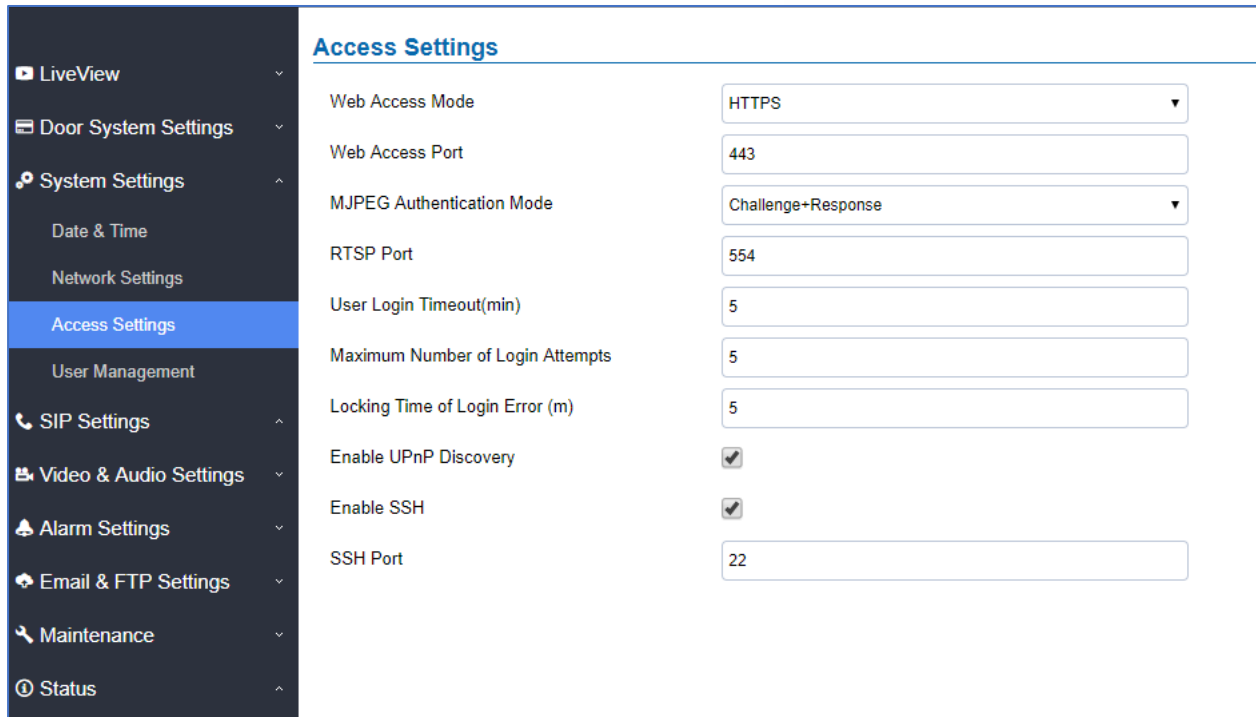 LiveView
Door System Settings
System Settings
Date & Time
Network Settings
Access Settings
User Management
SIP Settings
Video & Audio Settings
Alarm Settings
Email & FTP Settings
Maintenance
Status
Access Settings
Web Access Mode HTTPS
Web Access Port 443
MJPEG Authentication Mode Challenge+Response
RTSP Port 554
User Login Timeout(min) 5
Maximum Number of Login Attempts 5
Locking Time of Login Error (m) 5
Enable UPnP Discovery
Enable SSH
SSH Port 22